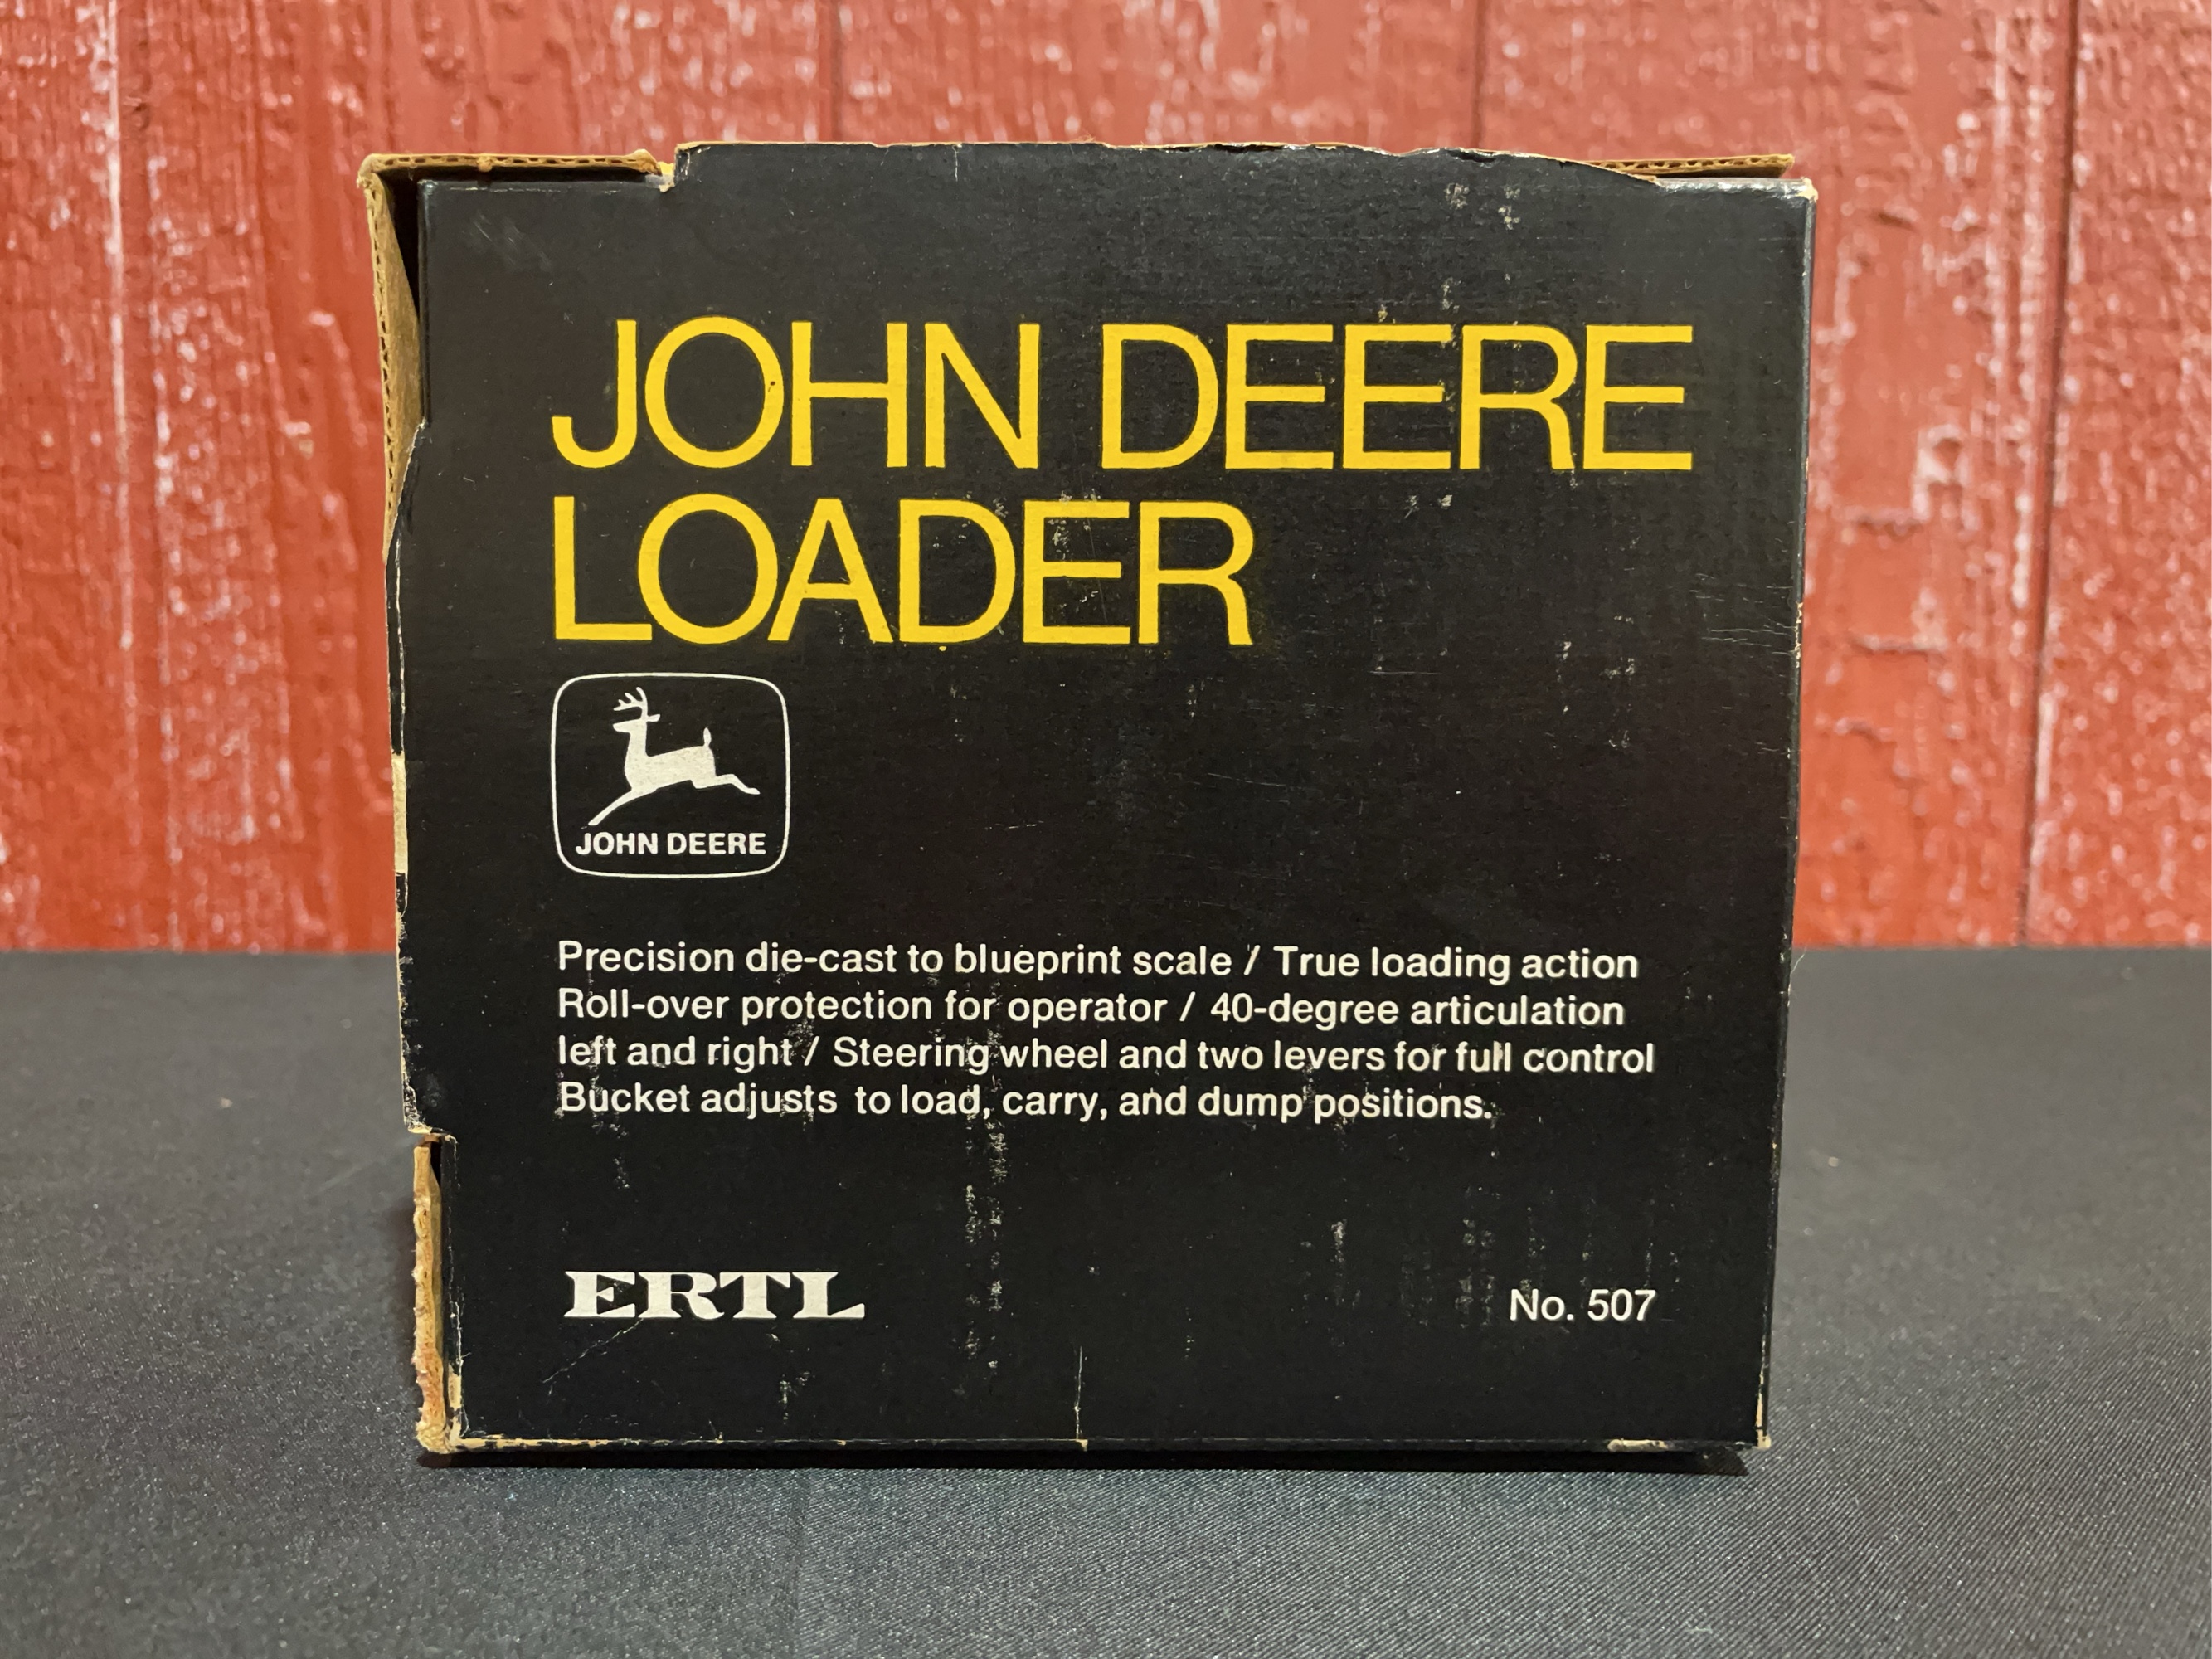 JOHN DEERE
LOADER
JOHN DEERE
Precision die-cast to blueprint scale / True loading action
Roll-over protection for operator / 40-degree articulation
left and right / Steering wheel and two levers for full control
Bucket adjusts to load, carry, and dump positions.
ERTL
No. 507